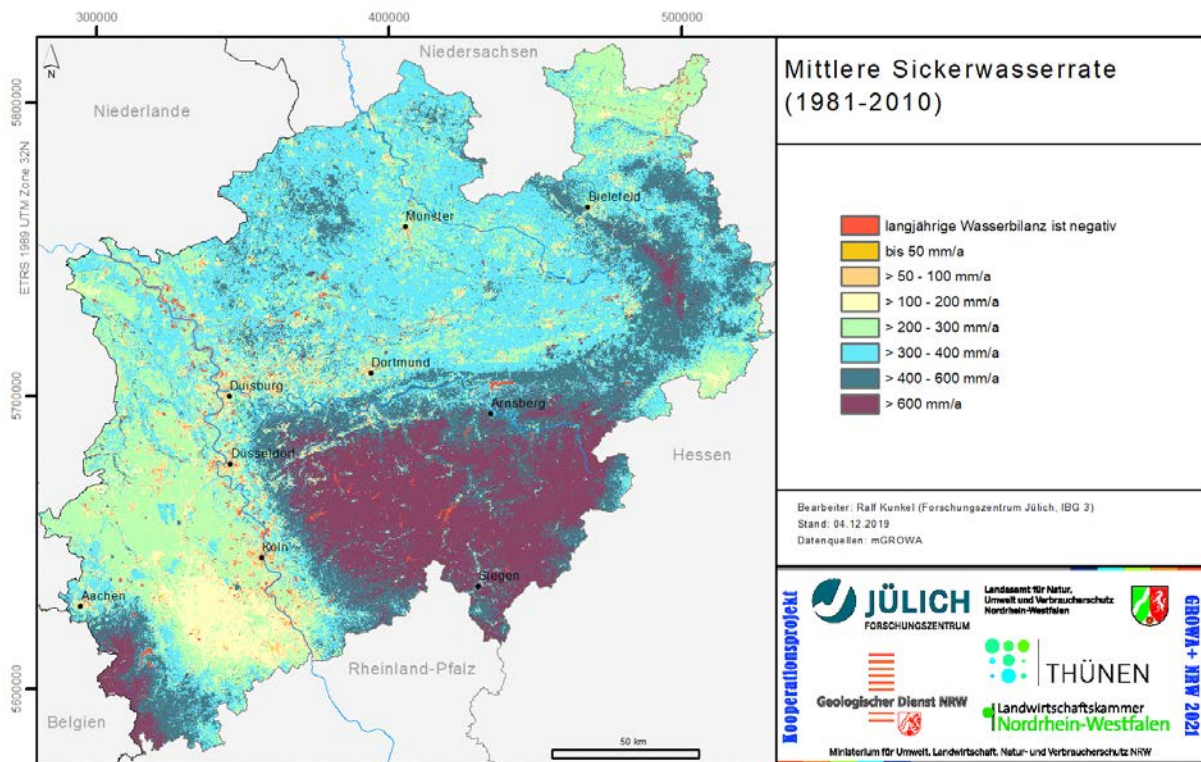 300000
400000
500000
5800000
5700000
5600000
ETRS 1989 UTM Zone 32N
N
Niedersachsen
Niederlande
Bielefeld
Münster
Dortmund
Duisburg
Arnsberg
Düsseldorf
Hessen
Köln
Siegen
Aachen
Rheinland-Pfalz
Belgien
50 km
Mittlere Sickerwasserrate
(1981-2010)
langjährige Wasserbilanz ist negativ
bis 50 mm/a
> 50 - 100 mm/a
> 100 - 200 mm/a
> 200 - 300 mm/a
> 300 - 400 mm/a
> 400 - 600 mm/a
> 600 mm/a
Bearbeiter: Ralf Kunkel (Forschungszentrum Jülich, IBG 3)
Stand: 04.12.2019
Datenquellen: mGROWA
Kooperationsprojekt
JÜLICH
FORSCHUNGSZENTRUM
Landesamt für Natur,
Umwelt und Verbraucherschutz
Nordrhein-Westfalen
Geologischer Dienst NRW
THÜNEN
Landwirtschaftskammer
Nordrhein-Westfalen
GROWA+ NRW 2021
Ministerium für Umwelt, Landwirtschaft, Natur- und Verbraucherschutz NRW